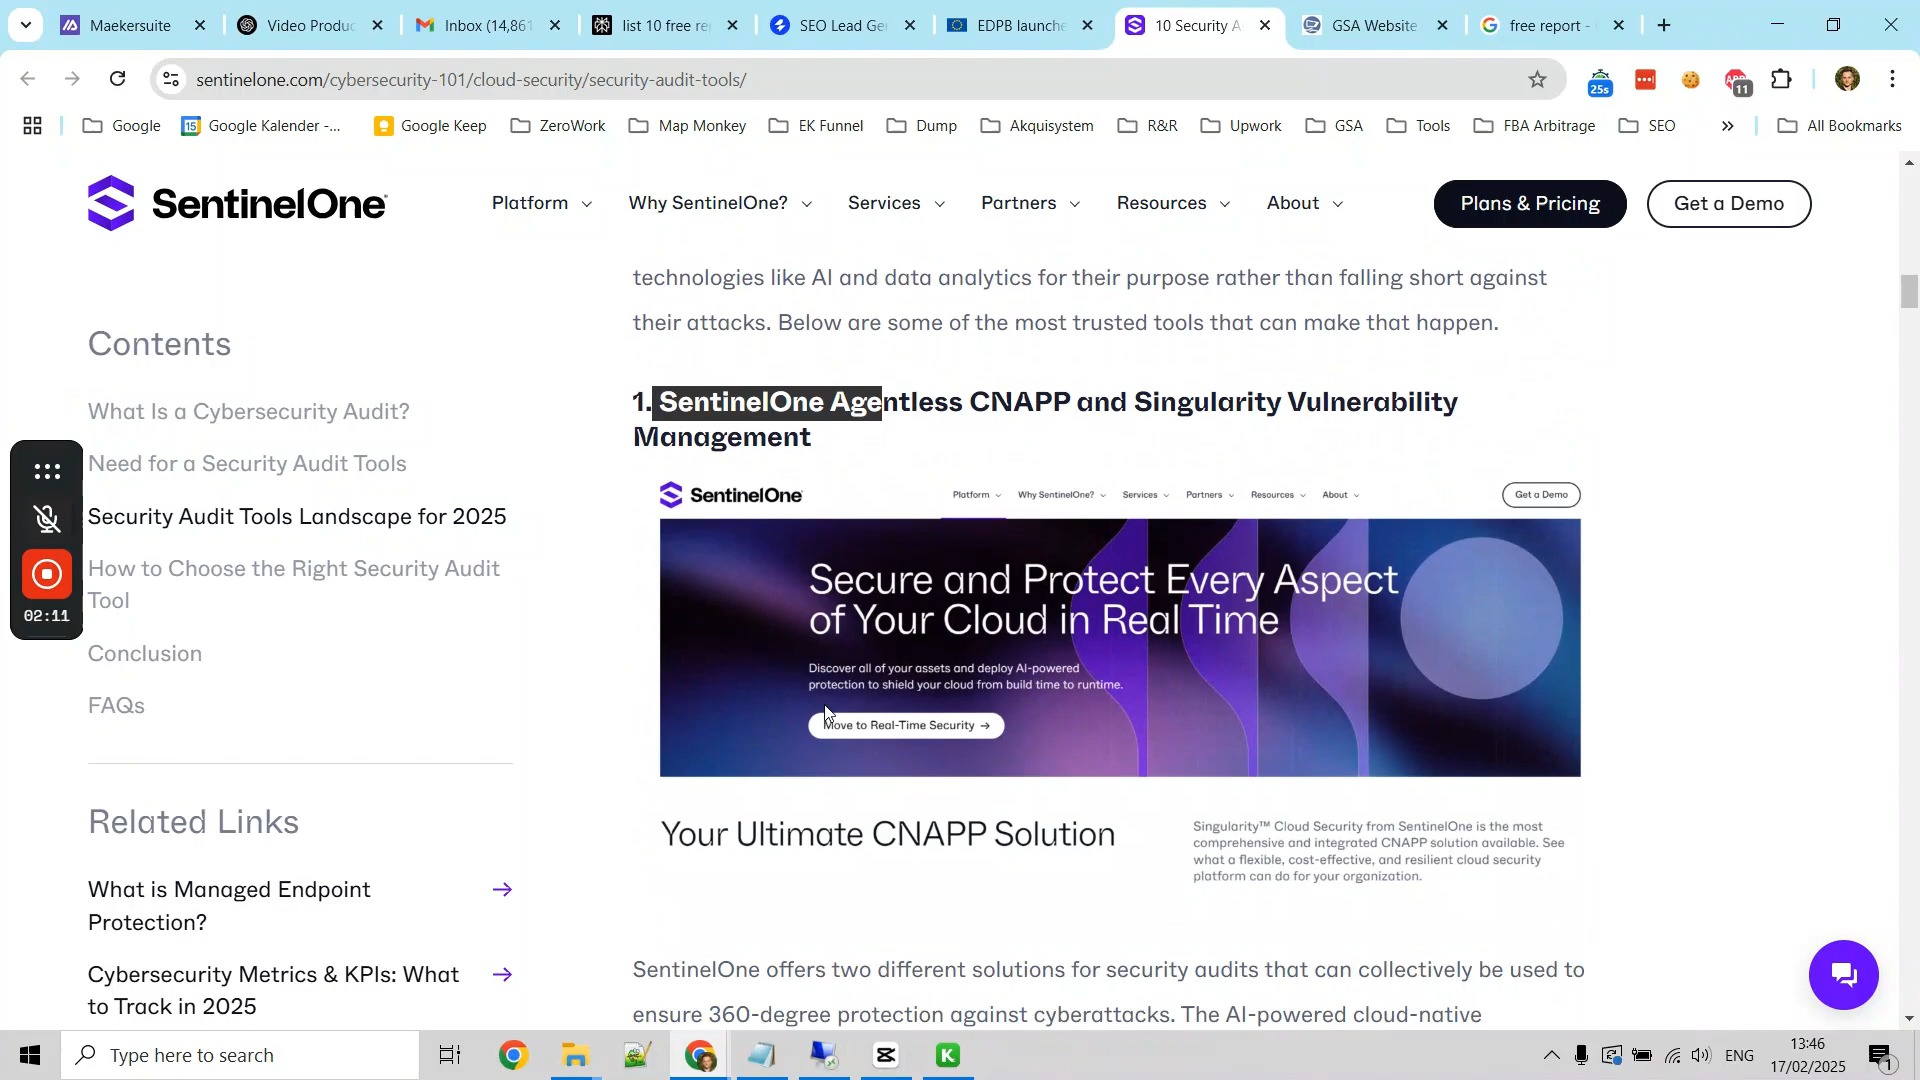 Maekersuite
Video Produc
Inbox (14,861
list 10 free re
SEO Lead Ge
EDPB launche
10 Security A
GSA Website
free report -
sentinelone.com/cybersecurity-101/cloud-security/security-audit-tools/
25s
11
Google
Google Kalender -...
Google Keep
ZeroWork
Map Monkey
EK Funnel
Dump
Akquisystem
R&R
Upwork
GSA
Tools
FBA Arbitrage
SEO
All Bookmarks
SentinelOne
Platform
Why SentinelOne?
Services
Partners
Resources
About
Plans & Pricing
Get a Demo
technologies like AI and data analytics for their purpose rather than falling short against
their attacks. Below are some of the most trusted tools that can make that happen.
Contents
What Is a Cybersecurity Audit?
Need for a Security Audit Tools
Security Audit Tools Landscape for 2025
How to Choose the Right Security Audit
Tool
Conclusion
FAQs
02:11
Related Links
What is Managed Endpoint
Protection?
Cybersecurity Metrics & KPIs: What
to Track in 2025
1. SentinelOne Agentless CNAPP and Singularity Vulnerability
Management
SentinelOne
Platform
Why SentinelOne?
Services
Partners
Resources
About
Get a Demo
Secure and Protect Every Aspect
of Your Cloud in Real Time
Discover all of your assets and deploy AI-powered
protection to shield your cloud from build time to runtime.
Move to Real-Time Security →
Your Ultimate CNAPP Solution
Singularity™ Cloud Security from SentinelOne is the most
comprehensive and integrated CNAPP solution available. See
what a flexible, cost-effective, and resilient cloud security
platform can do for your organization.
SentinelOne offers two different solutions for security audits that can collectively be used to
ensure 360-degree protection against cyberattacks. The AI-powered cloud-native
Type here to search
ENG
13:46
17/02/2025
1